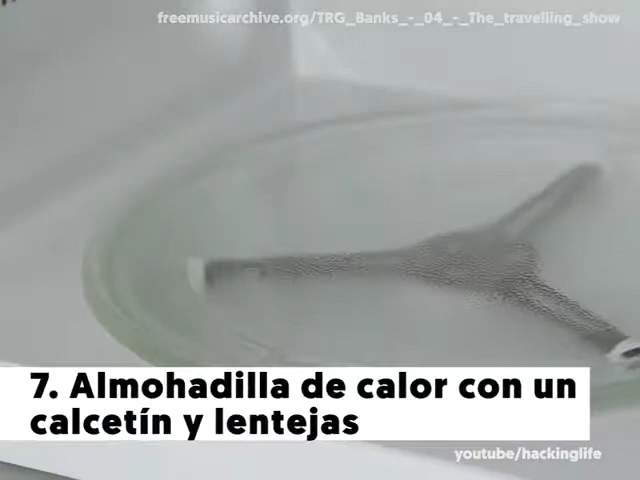 freemusicarchive.org/TRG_Banks_-_04_-_The_travelling_show
7. Almohadilla de calor con un
calcetín y lentejas
youtube/hackinglife